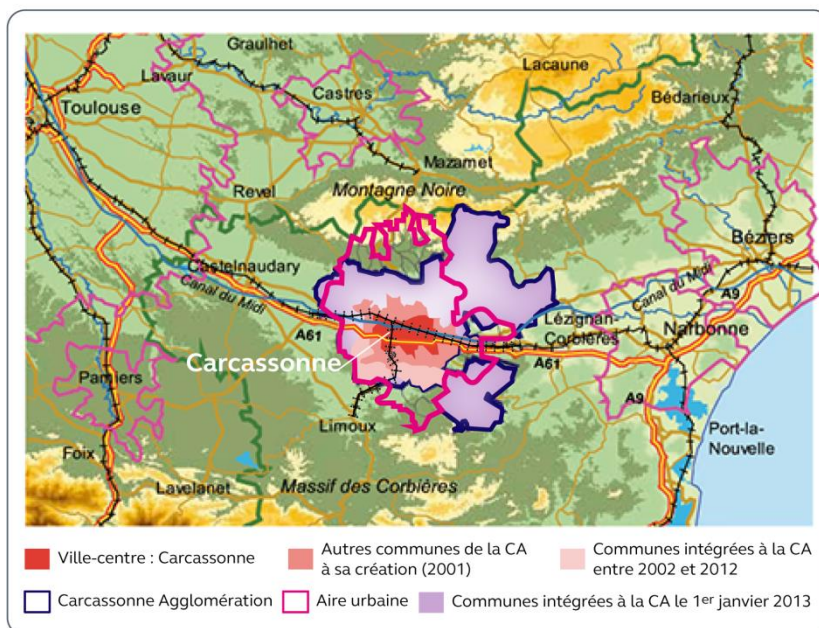 Graulhet
Lavaur
Toulouse
Castres
Lacaune
Bédarieux
Mazamet
Revel
Montagne Noire
Castelnaudary
Canal du Midi
Béziers
Canal du Midi
A9
Lézignan-
Corbières
Narbonne
A61
Carcassonne
A61
Pamiers
A9
Limoux
Port-la-
Nouvelle
Foix
Lavelanet
Massif des Corbières
Ville-centre : Carcassonne
Autres communes de la CA
à sa création (2001)
Communes intégrées à la CA
entre 2002 et 2012
Carcassonne Agglomération
Aire urbaine
Communes intégrées à la CA le 1er janvier 2013